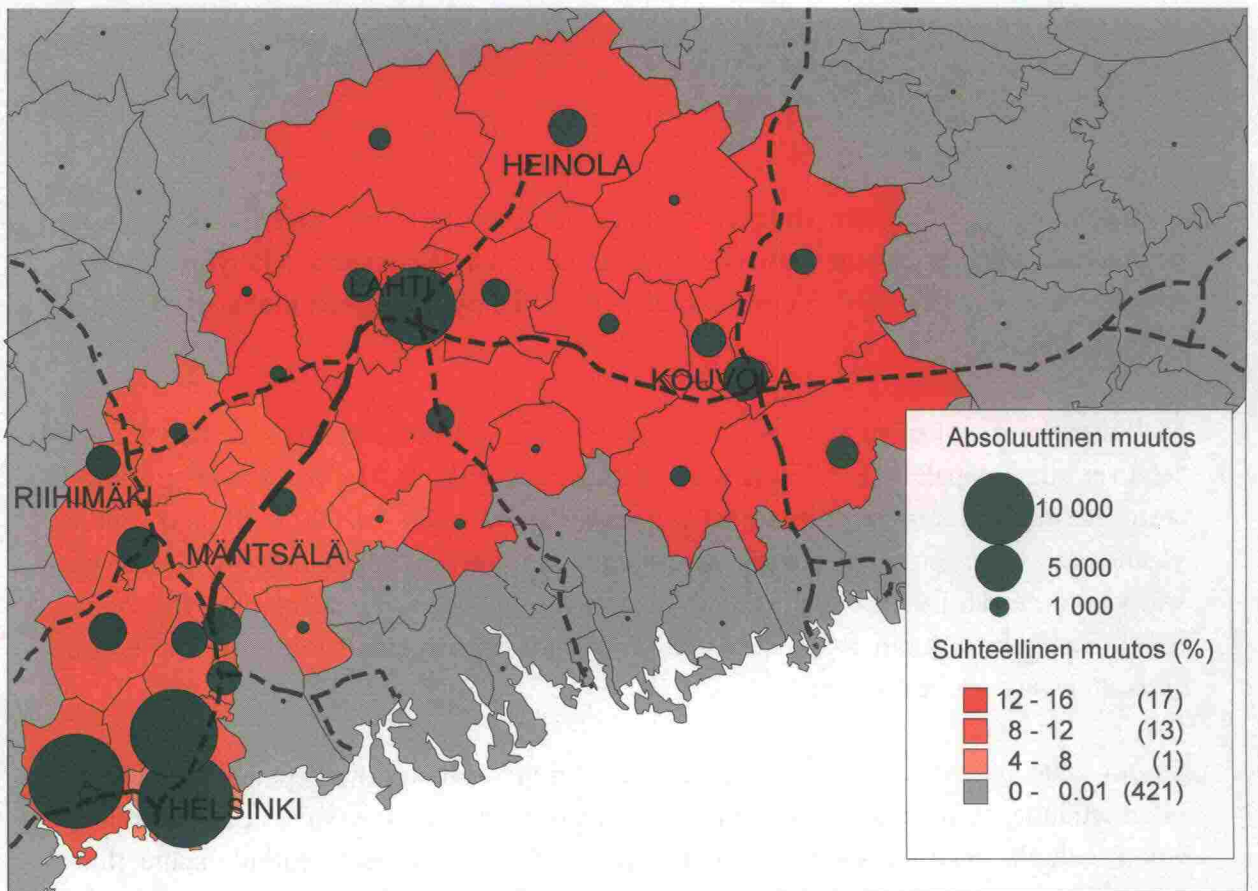 HEINOLA
LAHTI
KOUVOLA
RIIHIMÄKI
MÄNTSÄLÄ
HELSINKI
Absoluuttinen muutos
10 000
5 000
1 000
Suhteellinen muutos (%)
12 - 16 (17)
8 - 12 (13)
4 - 8 (1)
0 - 0.01 (421)